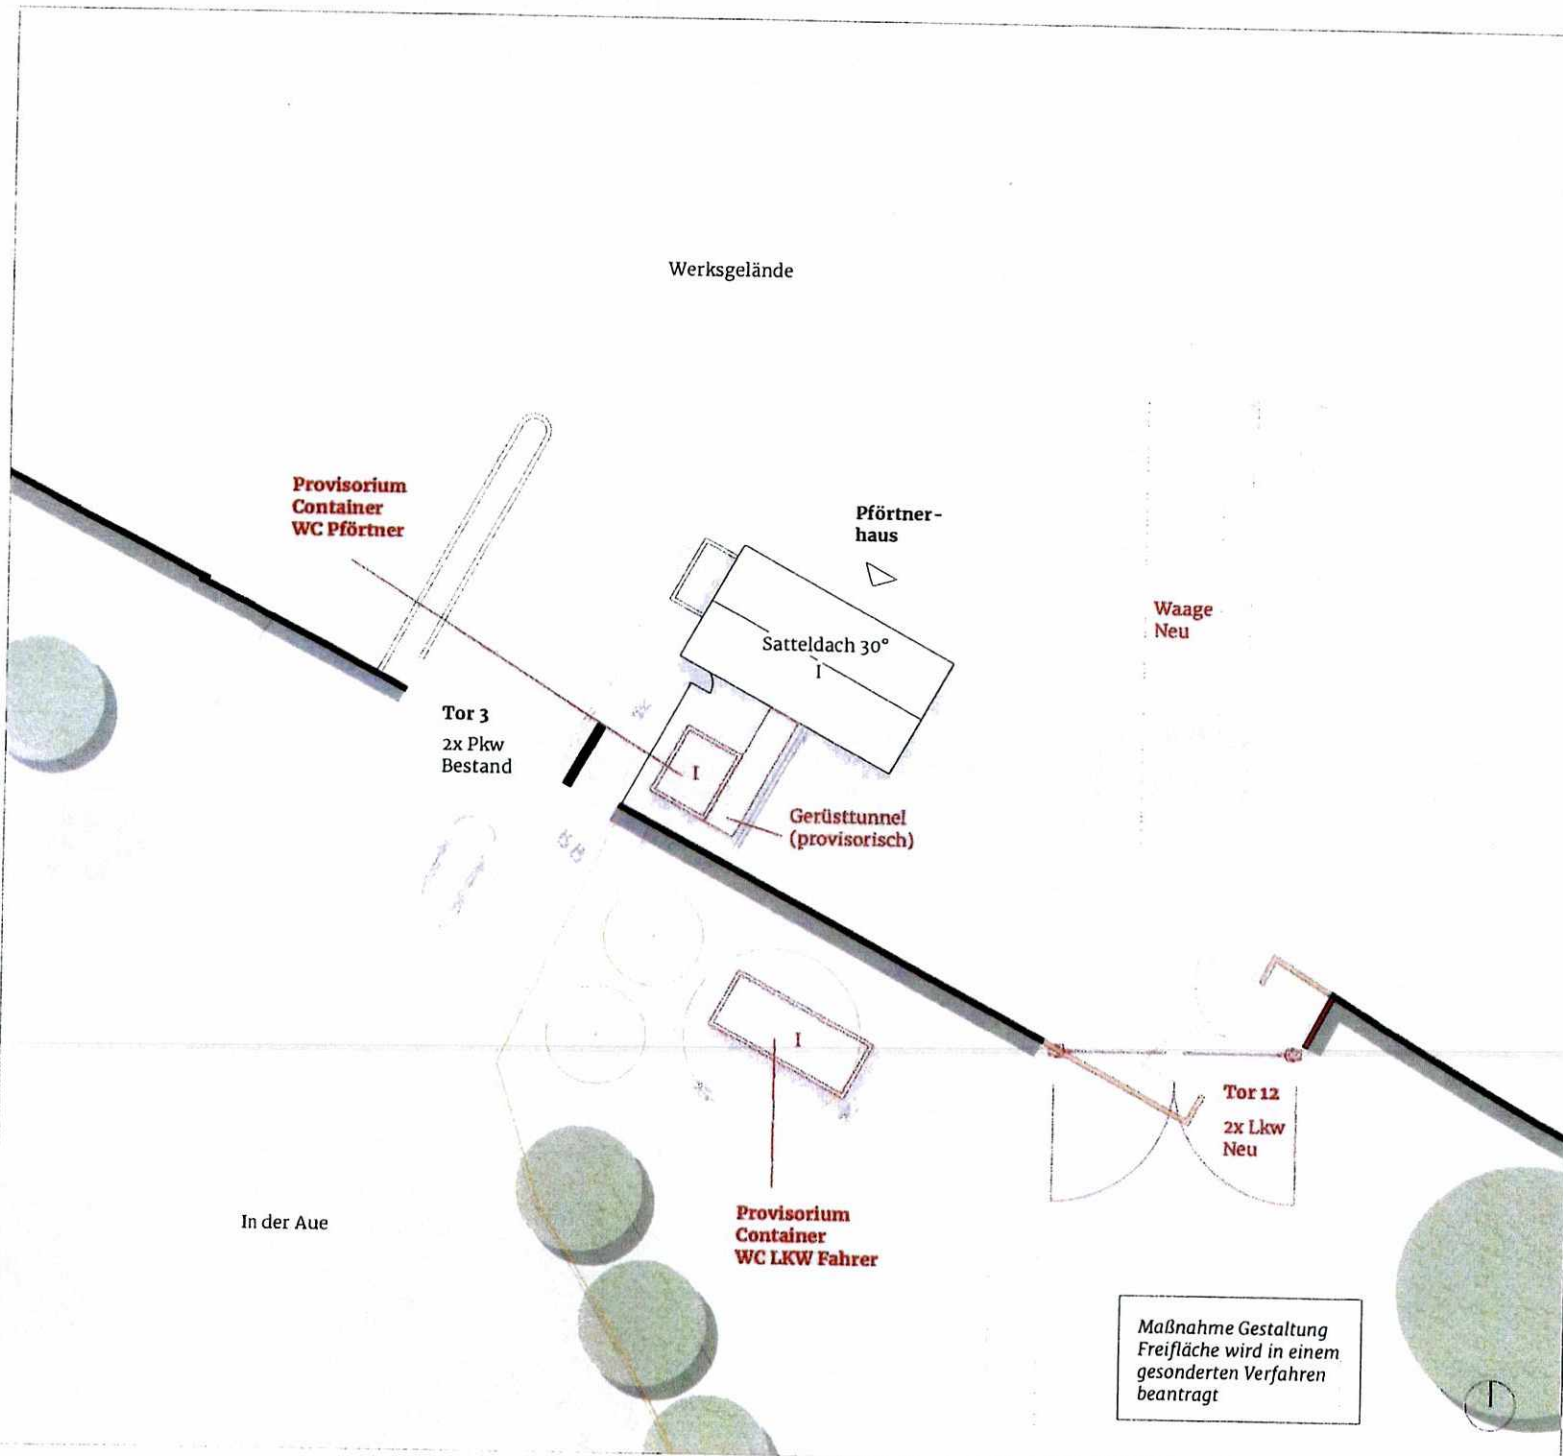 Werksgelände
Provisorium
Container
WC Pförtner
Pförtner-
haus
Satteldach 30°
I
Waage
Neu
Tor 3
2x Pkw
Bestand
I
Gerüsttunnel
(provisorisch)
I
Tor 12
2x Lkw
Neu
In der Aue
Provisorium
Container
WC LKW Fahrer
Maßnahme Gestaltung
Freifläche wird in einem
gesonderten Verfahren
beantragt